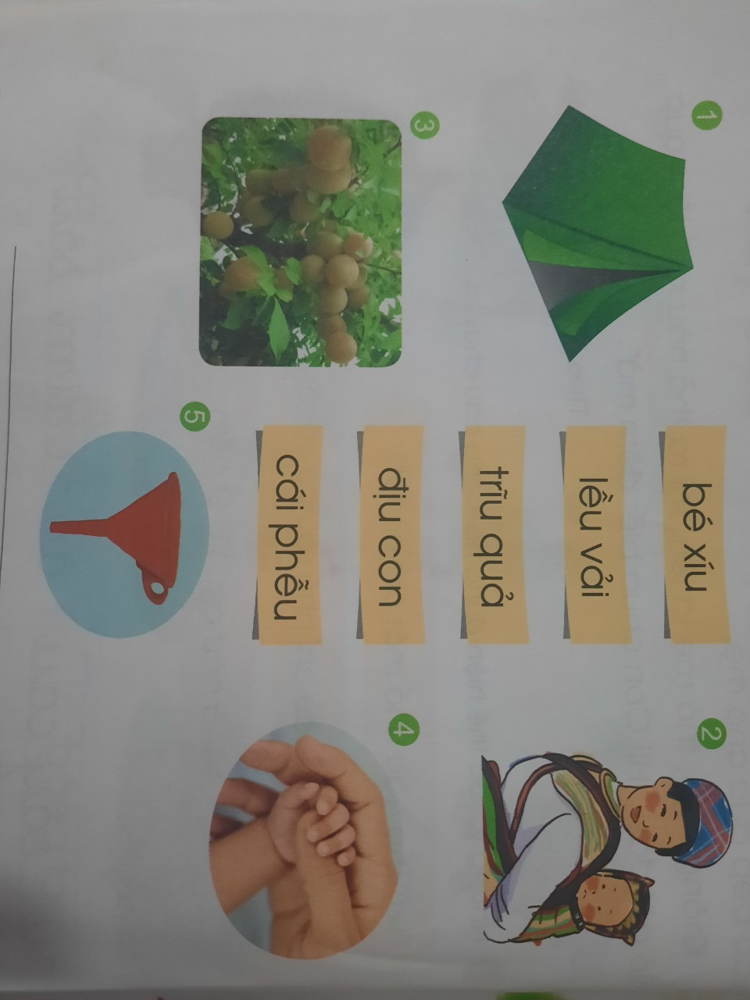 1
2
bé xíu
lều vải
trĩu quả
3
4
địu con
cái phễu
5